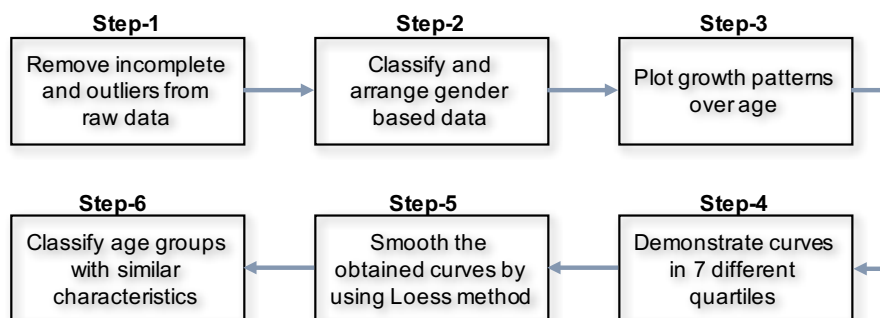 Step-1
Remove incomplete
and outliers from
raw data
Step-2
Classify and
arrange gender
based data
Step-3
Plot growth patterns
over age
Step-4
Demonstrate curves
in 7 different
quartiles
Step-5
Smooth the
obtained curves by
using Loess method
Step-6
Classify age groups
with similar
characteristics